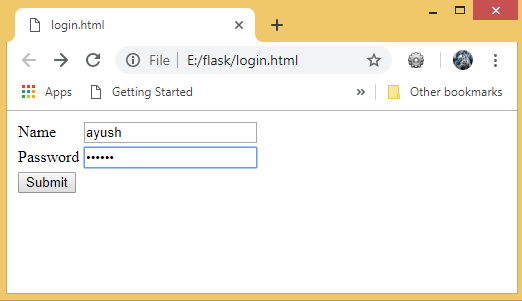 login.html
File E:/flask/login.html
Apps Getting Started » Other bookmarks
Name ayush
Password ••••••
Submit